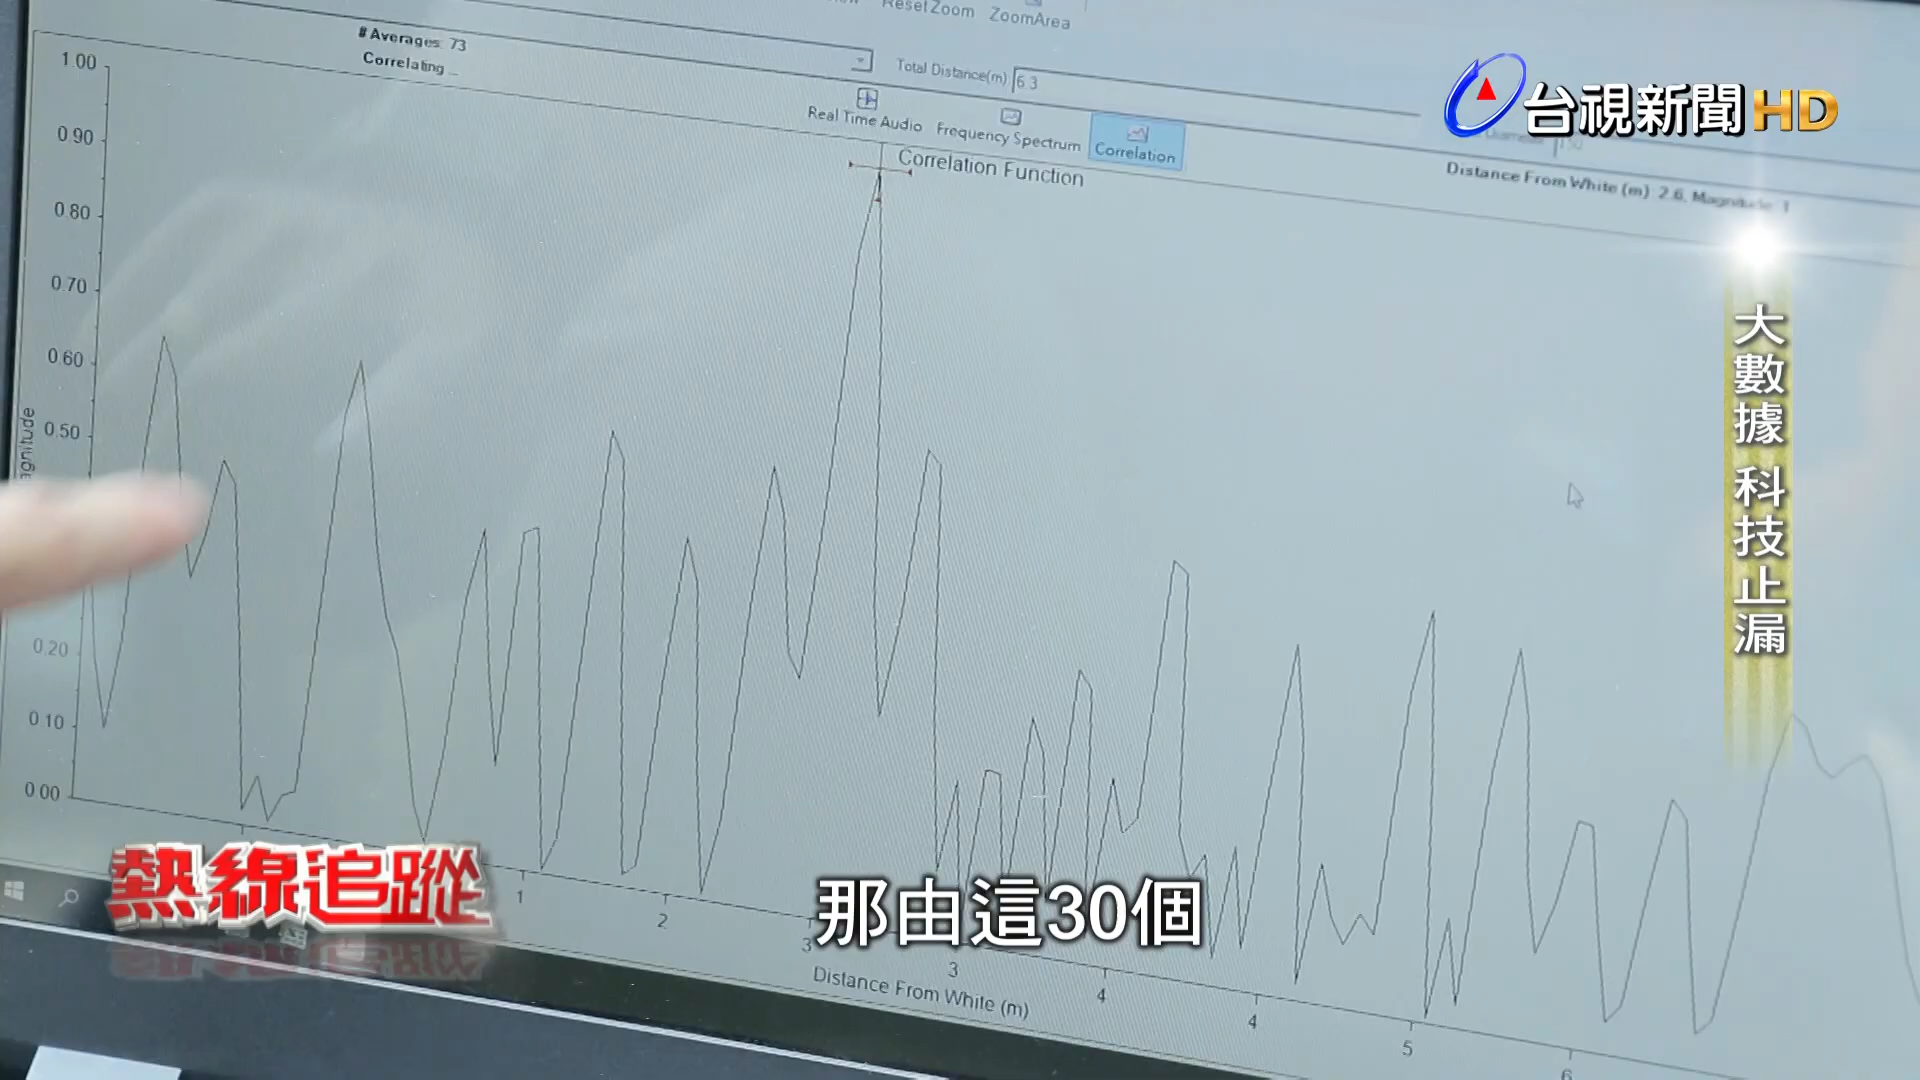 ResetZoom ZoomArea
# Averages: 73
Correlating ...
Total Distance(m) 6.3
Real Time Audio
Frequency Spectrum
Correlation
Correlation Function
Distance From White (m) 2.6, Magnitude 1
台視新聞HD
大數據 科技止漏
1.00
0.90
0.80
0.70
0.60
0.50
0.20
0.10
0.00
1
2
3
3
4
4
5
6
Distance From White (m)
熱線追蹤
那由這30個